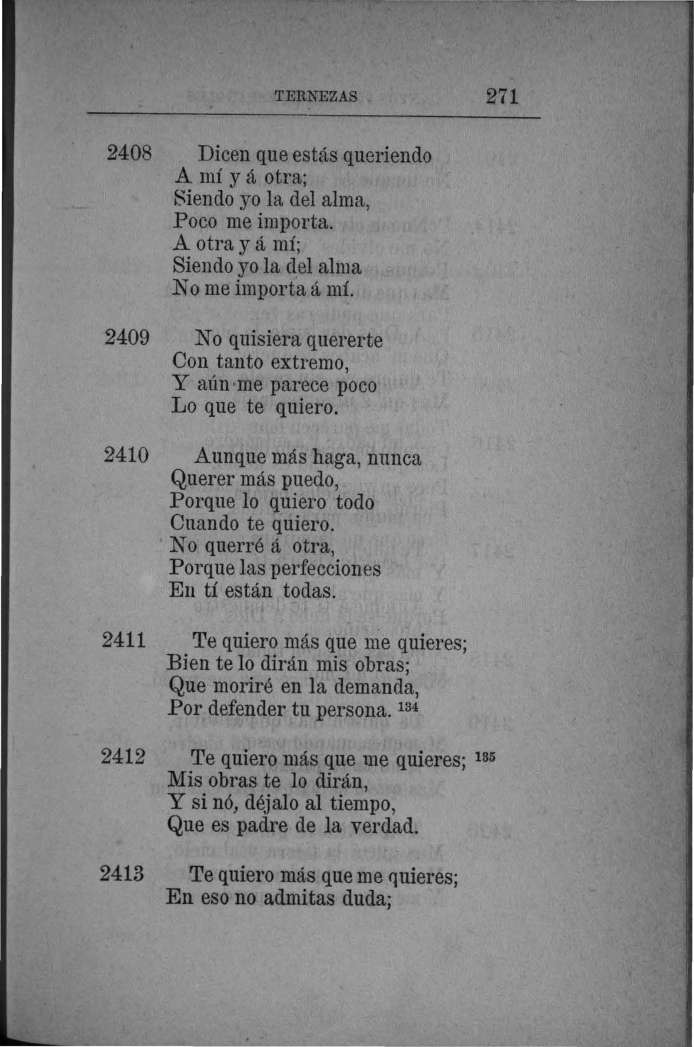 TERNEZAS 271
2408 Dicen que estás queriendo
A mí y á otra;
Siendo yo la del alma,
Poco me importa.
A otra y á mí;
Siendo yo la del alma
No me importa á mí.
2409 No quisiera quererte
Con tanto extremo,
Y aún me parece poco
Lo que te quiero.
2410 Aunque más haga, nunca
Querer más puedo,
Porque lo quiero todo
Cuando te quiero.
No querré á otra,
Porque las perfecciones
En tí están todas.
2411 Te quiero más que me quieres;
Bien te lo dirán mis obras;
Que moriré en la demanda,
Por defender tu persona. 134
2412 Te quiero más que me quieres; 135
Mis obras te lo dirán,
Y si nó, déjalo al tiempo,
Que es padre de la verdad.
2413 Te quiero más que me quieres;
En eso no admitas duda;